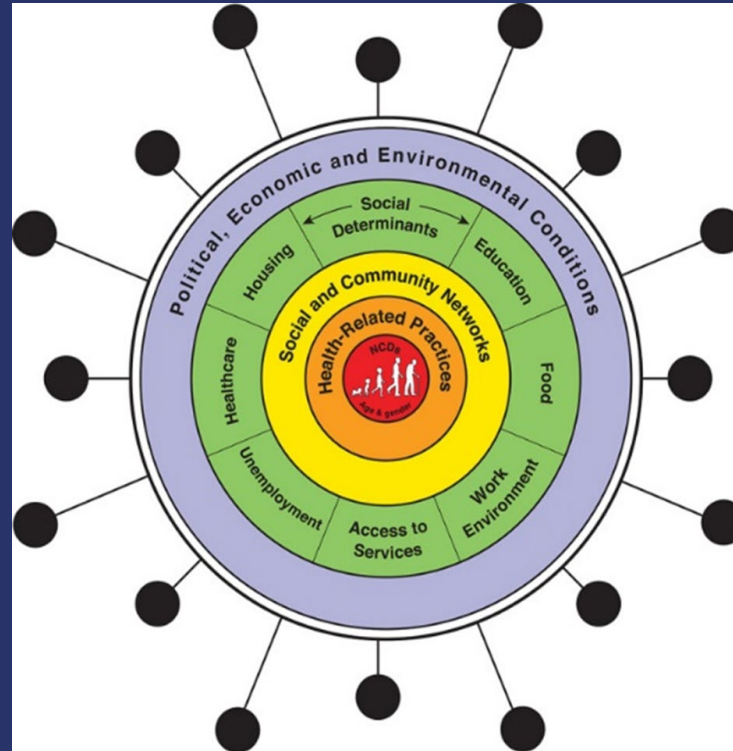 Political, Economic and Environmental Conditions
Social
Determinants
Housing
Education
Healthcare
Food
Unemployment
Work
Environment
Access to
Services
Social and Community Networks
Health-Related Practices
NCDs
Age & gender